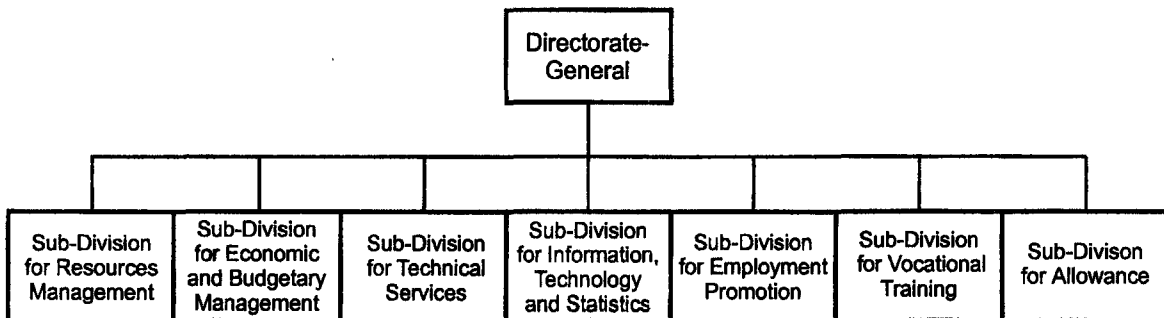 Directorate-
General
Sub-Division
for Resources
Management
Sub-Division
for Economic
and Budgetary
Management
Sub-Division
for Technical
Services
Sub-Division
for Information,
Technology
and Statistics
Sub-Division
for Employment
Promotion
Sub-Division
for Vocational
Training
Sub-Divison
for Allowance